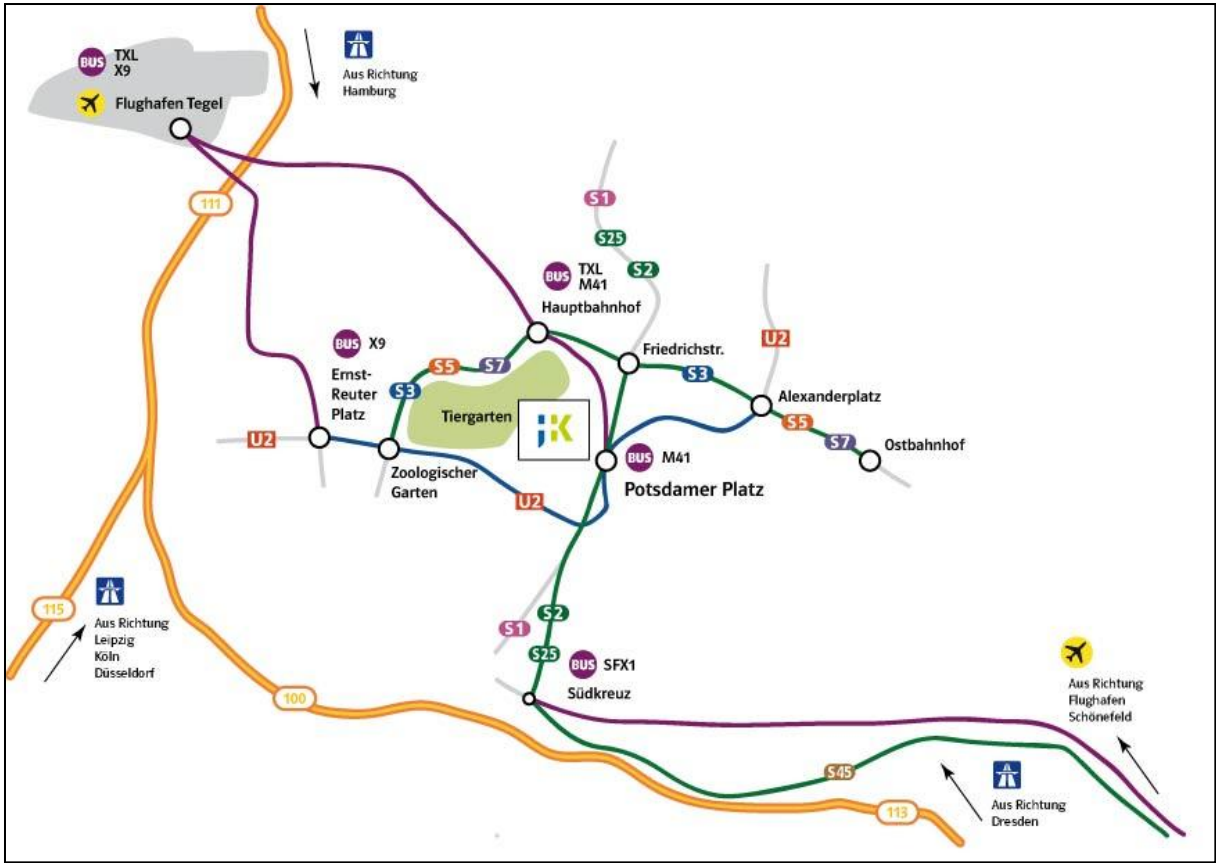 BUS TXL
X9
Flughafen Tegel
Aus Richtung
Hamburg
111
S1
S25
S2
BUS TXL
M41
Hauptbahnhof
U2
BUS X9
Ernst-
Reuter
Platz
S3
S5
S7
Friedrichstr.
S3
Alexanderplatz
S5
S7
Ostbahnhof
Tiergarten
iK
U2
Zoologischer
Garten
U2
BUS M41
Potsdamer Platz
115
Aus Richtung
Leipzig
Köln
Düsseldorf
S2
S1
S25
BUS SFX1
Südkreuz
100
Aus Richtung
Flughafen
Schönefeld
S45
113
Aus Richtung
Dresden